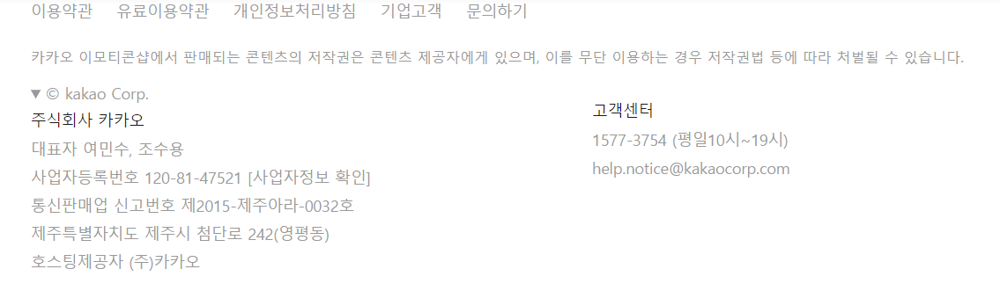 이용약관 유료이용약관 개인정보처리방침 기업고객 문의하기
카카오 이모티콘샵에서 판매되는 콘텐츠의 저작권은 콘텐츠 제공자에게 있으며, 이를 무단 이용하는 경우 저작권법 등에 따라 처벌될 수 있습니다.
▼ © kakao Corp.
주식회사 카카오
대표자 여민수, 조수용
사업자등록번호 120-81-47521 [사업자정보 확인]
통신판매업 신고번호 제2015-제주아라-0032호
제주특별자치도 제주시 첨단로 242(영평동)
호스팅제공자 (주)카카오
고객센터
1577-3754 (평일10시~19시)
help.notice@kakaocorp.com